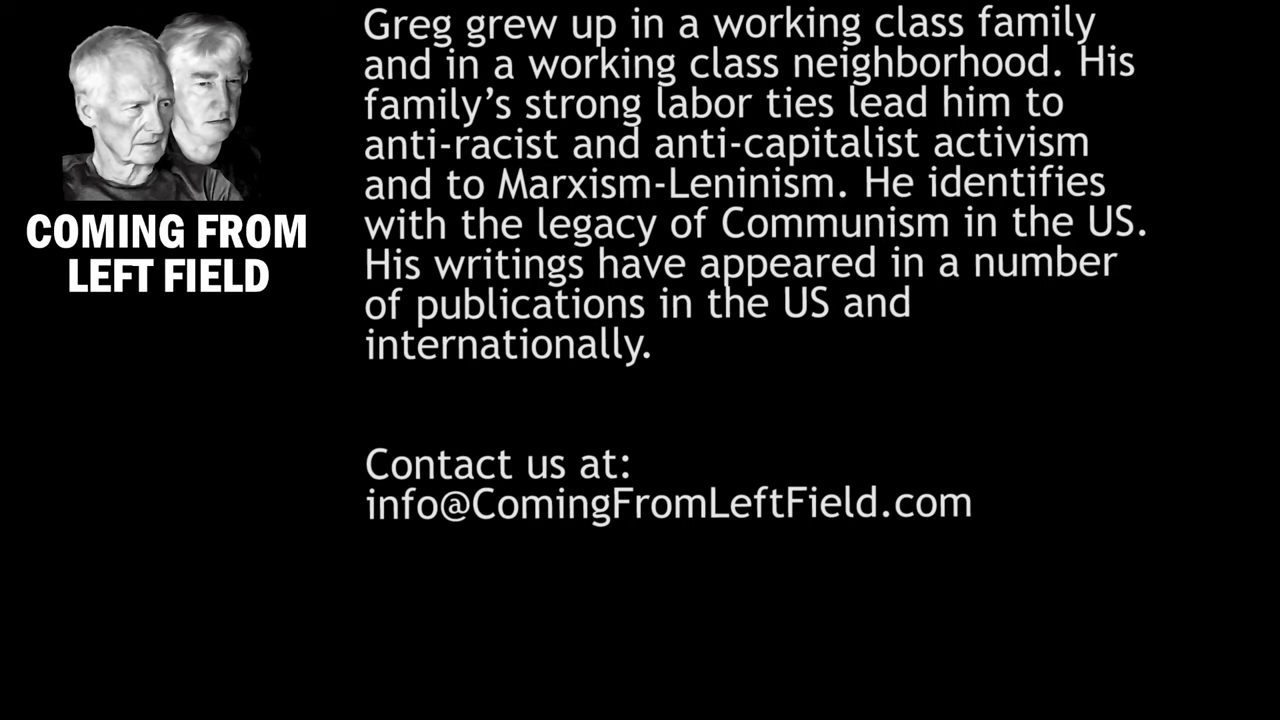 COMING FROM
LEFT FIELD
Greg grew up in a working class family
and in a working class neighborhood. His
family’s strong labor ties lead him to
anti-racist and anti-capitalist activism
and to Marxism-Leninism. He identifies
with the legacy of Communism in the US.
His writings have appeared in a number
of publications in the US and
internationally.
Contact us at:
info@ComingFromLeftField.com